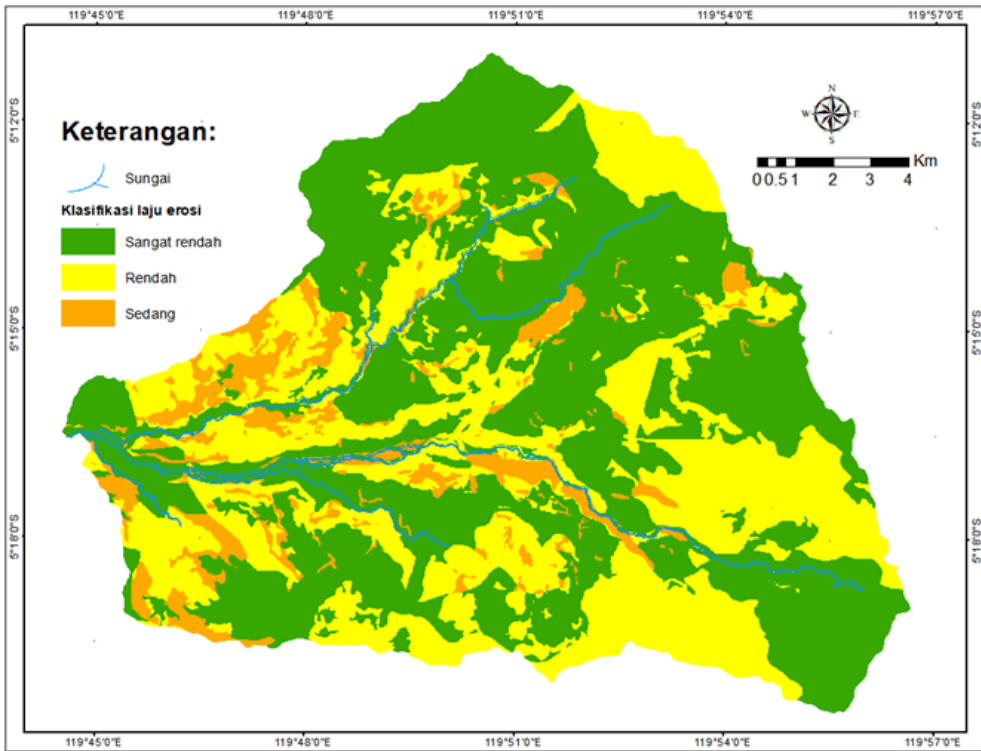 119°45'0"E 119°48'0"E 119°51'0"E 119°54'0"E 119°57'0"E
5°12'0"S 5°12'0"S
Keterangan:
Sungai
Klasifikasi laju erosi
Sangat rendah
Rendah
Sedang
N
W E
S
Km
0 0.5 1 2 3 4
5°15'0"S 5°15'0"S
5°18'0"S 5°18'0"S
119°45'0"E 119°48'0"E 119°51'0"E 119°54'0"E 119°57'0"E